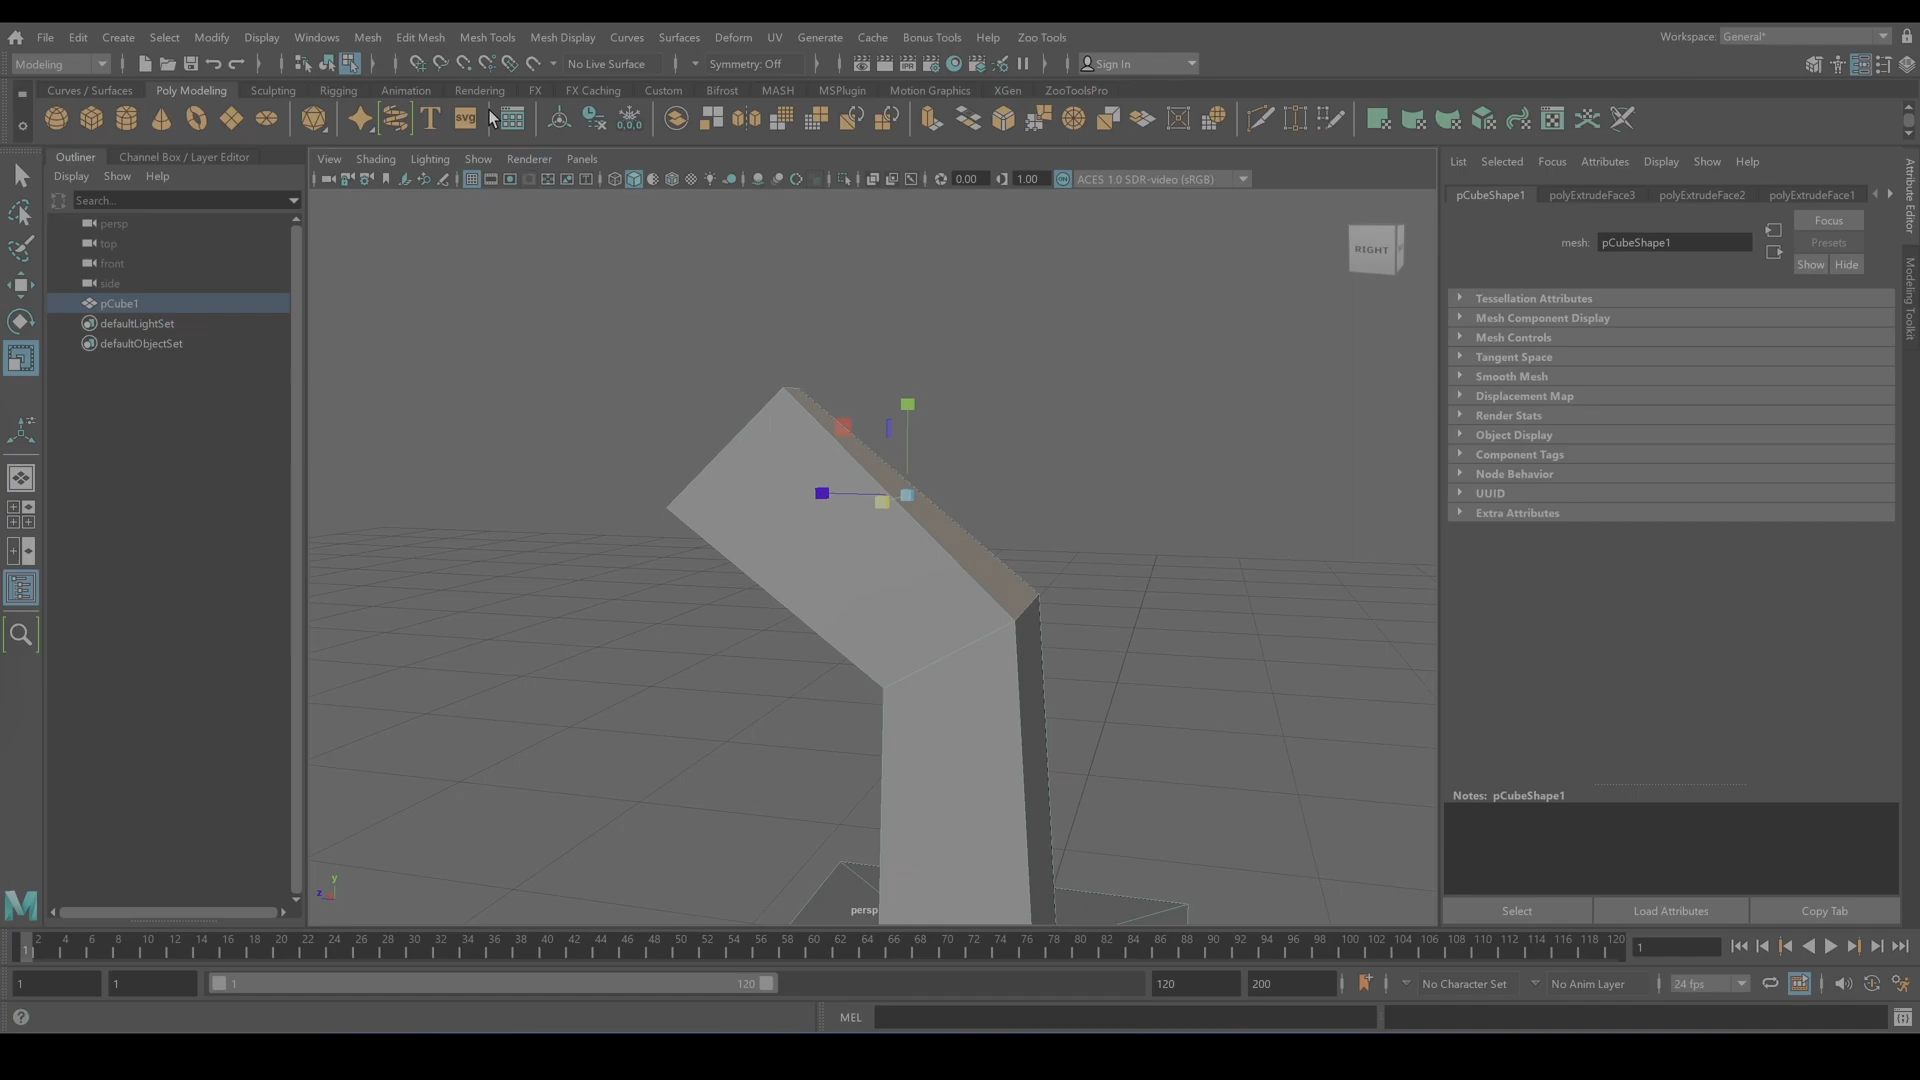 File Edit Create Select Modify Display Windows Mesh Edit Mesh Mesh Tools Mesh Display Curves Surfaces Deform UV Generate Cache Bonus Tools Help Zoo Tools
Workspace: General*
Modeling No Live Surface Symmetry: Off Sign In
Curves / Surfaces Poly Modeling Sculpting Rigging Animation Rendering FX FX Caching Custom Bifrost MASH MSPlugin Motion Graphics XGen ZooToolsPro
T svg 0,0,0
Outliner Channel Box / Layer Editor
Display Show Help
Search...
persp
top
front
side
pCube1
defaultLightSet
defaultObjectSet
View Shading Lighting Show Renderer Panels
0.00 1.00 ON ACES 1.0 SDR-video (sRGB)
RIGHT
y
z
persp
List Selected Focus Attributes Display Show Help
pCubeShape1 polyExtrudeFace3 polyExtrudeFace2 polyExtrudeFace1
Focus
mesh: pCubeShape1
Presets
Show Hide
Tessellation Attributes
Mesh Component Display
Mesh Controls
Tangent Space
Smooth Mesh
Displacement Map
Render Stats
Object Display
Component Tags
Node Behavior
UUID
Extra Attributes
Notes: pCubeShape1
Select Load Attributes Copy Tab
Attribute Editor
Modeling Toolkit
1 2 4 6 8 10 12 14 16 18 20 22 24 26 28 30 32 34 36 38 40 42 44 46 48 50 52 54 56 58 60 62 64 66 68 70 72 74 76 78 80 82 84 86 88 90 92 94 96 98 100 102 104 106 108 110 112 114 116 118 120
1
1 1 1 120 120 200 No Character Set No Anim Layer 24 fps
MEL